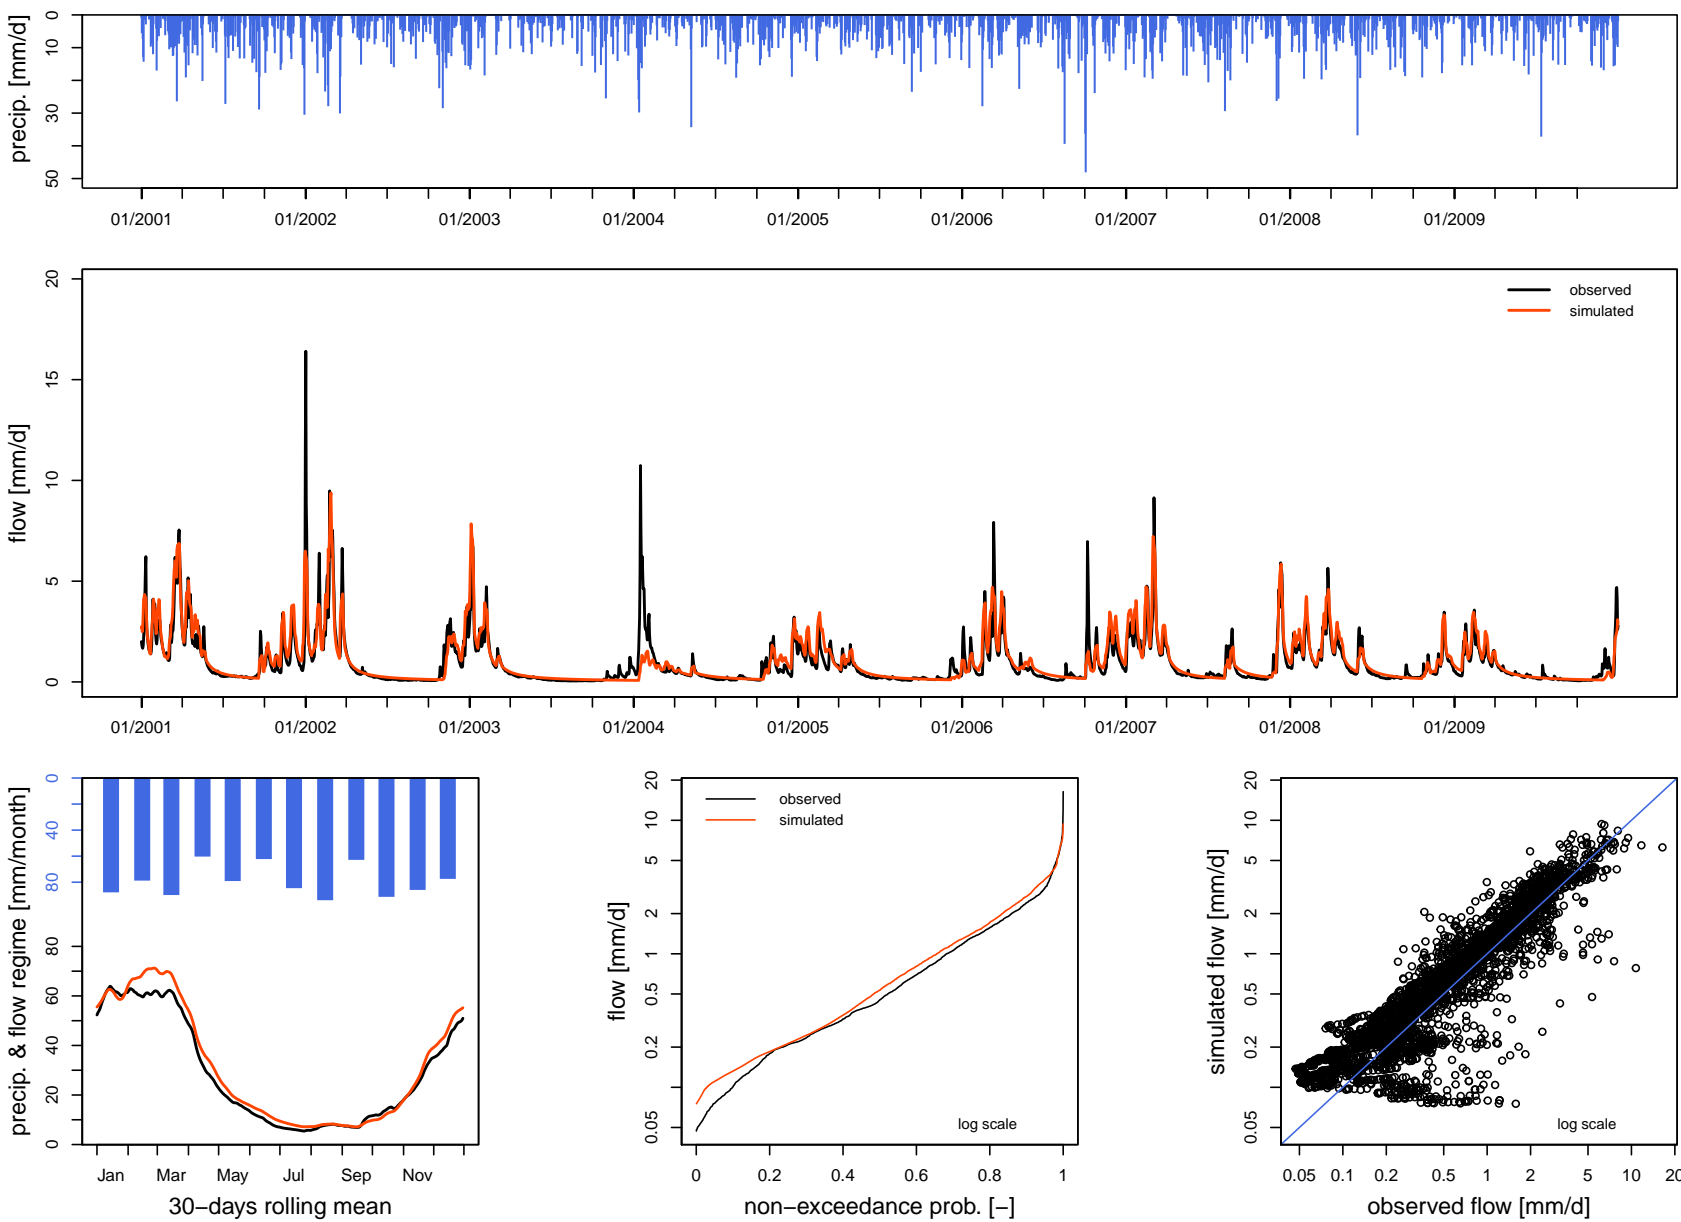 precip. [mm/d]
0
10
30
50
01/2001 01/2002 01/2003 01/2004 01/2005 01/2006 01/2007 01/2008 01/2009
flow [mm/d]
20
15
10
5
0
observed
simulated
01/2001 01/2002 01/2003 01/2004 01/2005 01/2006 01/2007 01/2008 01/2009
precip. & flow regime [mm/month]
0
40
80
80
60
40
20
0
Jan Mar May Jul Sep Nov
30−days rolling mean
flow [mm/d]
20
10
5
2
1
0.5
0.2
0.05
observed
simulated
log scale
0 0.2 0.4 0.6 0.8 1
non−exceedance prob. [−]
simulated flow [mm/d]
20
10
5
2
1
0.5
0.2
0.05
log scale
0.05 0.1 0.2 0.5 1 2 5 10 20
observed flow [mm/d]